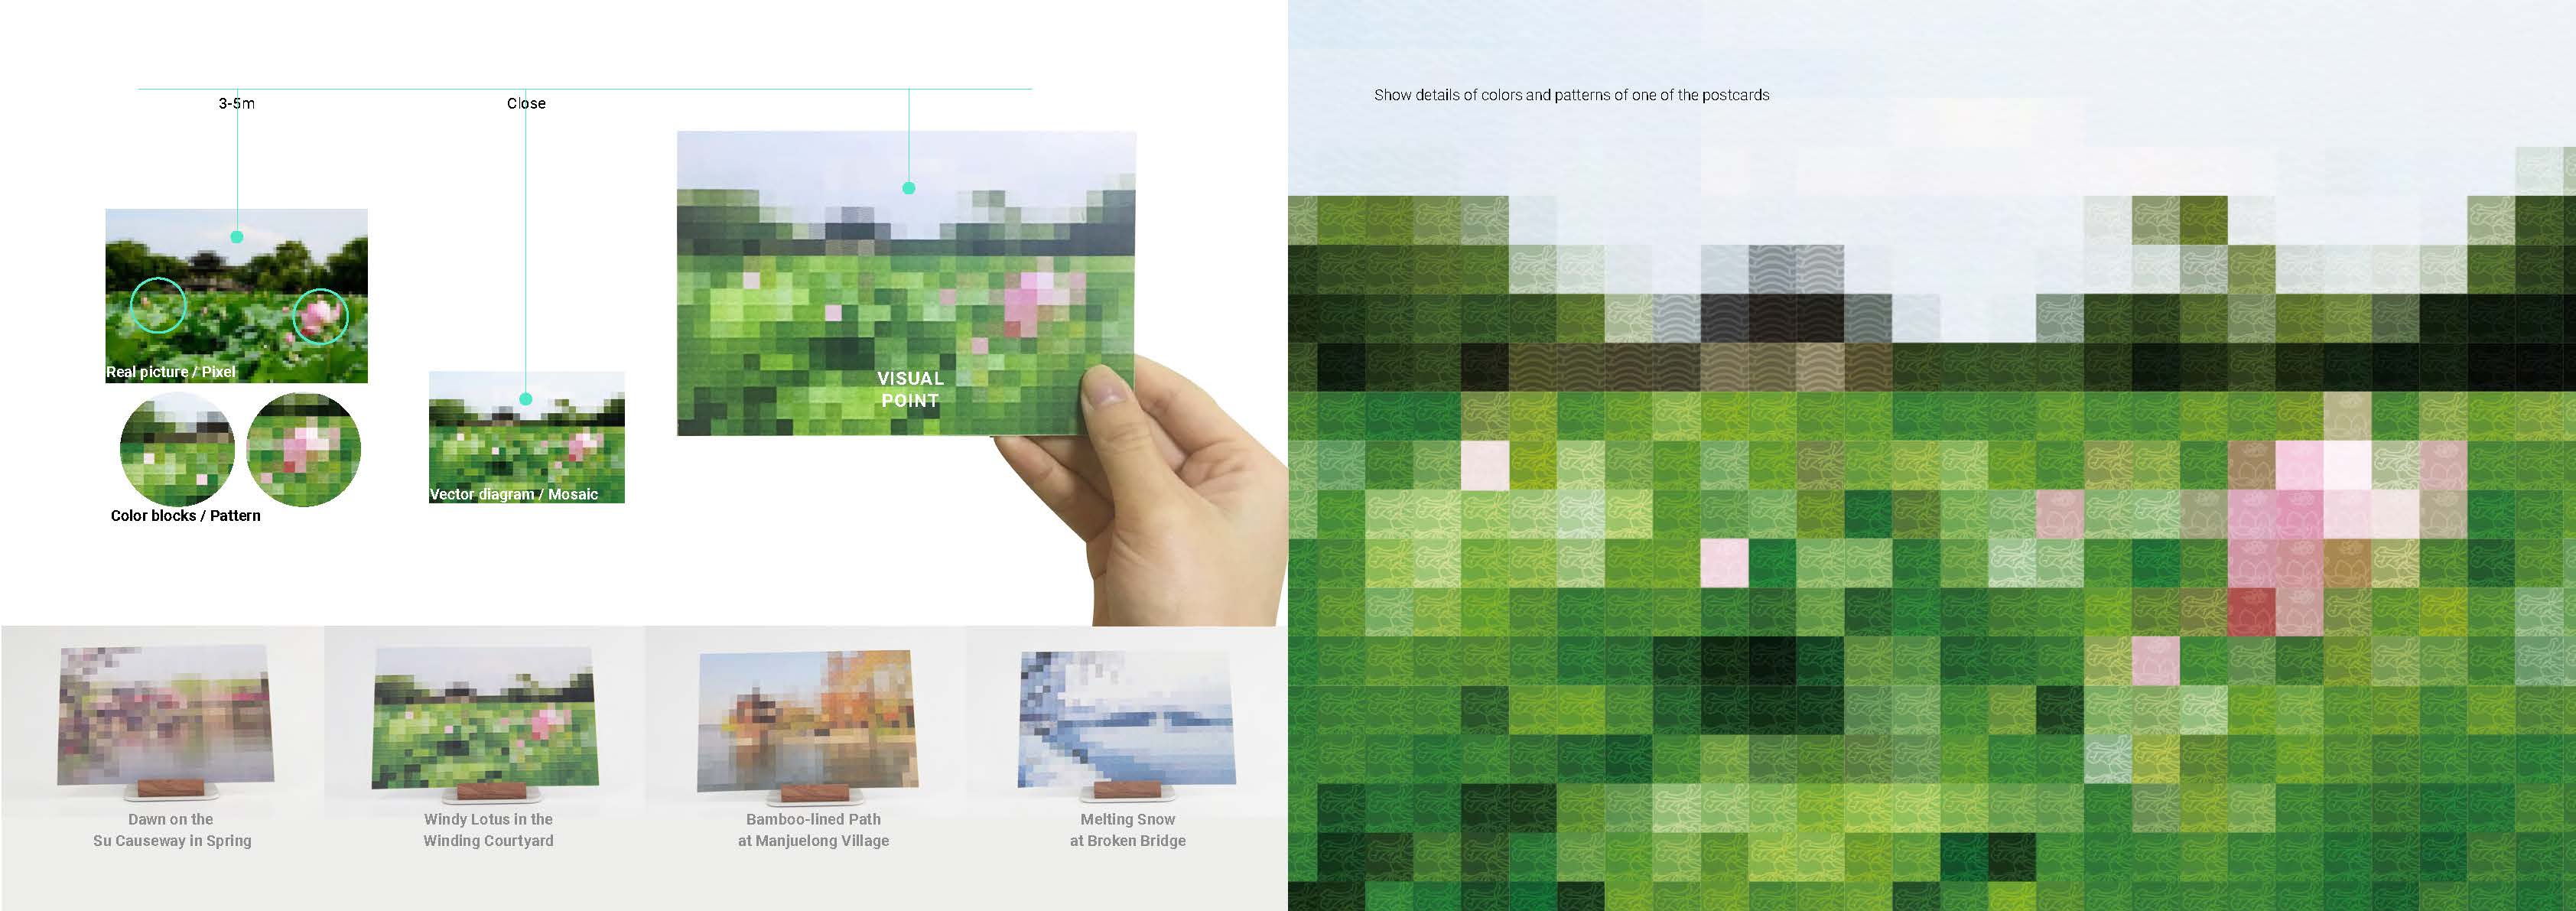 3-5m
Close
Show details of colors and patterns of one of the postcards
Real picture / Pixel
VISUAL
POINT
Vector diagram / Mosaic
Color blocks / Pattern
Dawn on the
Su Causeway in Spring
Windy Lotus in the
Winding Courtyard
Bamboo-lined Path
at Manjuelong Village
Melting Snow
at Broken Bridge